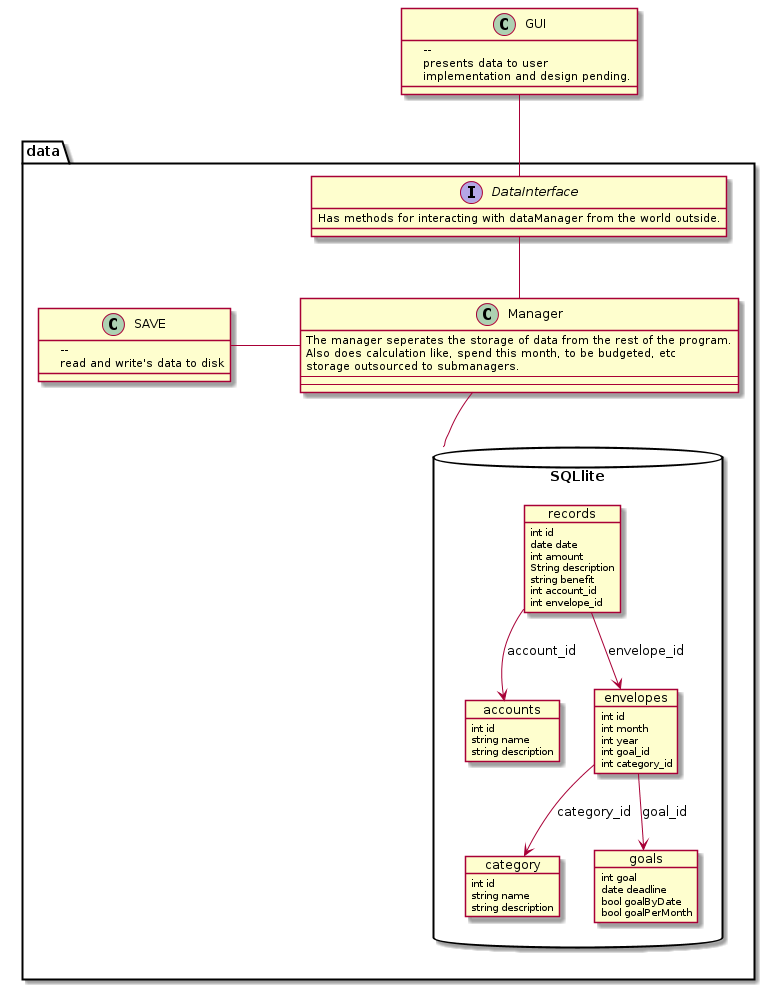 C GUI
--
presents data to user
implementation and design pending.
data
I DataInterface
Has methods for interacting with dataManager from the world outside.
C SAVE
--
read and write's data to disk
C Manager
The manager seperates the storage of data from the rest of the program.
Also does calculation like, spend this month, to be budgeted, etc
storage outsourced to submanagers.
SQLlite
records
int id
date date
int amount
String description
string benefit
int account_id
int envelope_id
account_id
envelope_id
accounts
int id
string name
string description
envelopes
int id
int month
int year
int goal_id
int category_id
category_id
goal_id
category
int id
string name
string description
goals
int goal
date deadline
bool goalByDate
bool goalPerMonth